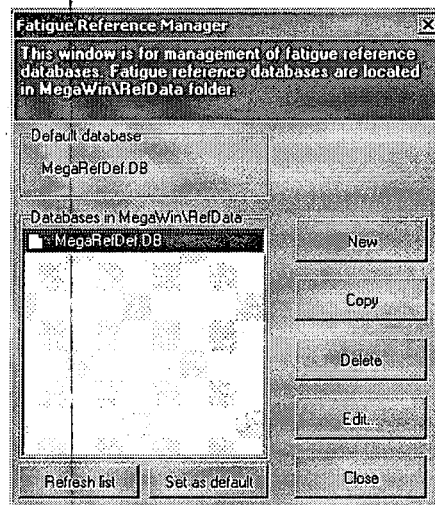 Fatigue Reference Manager
This window is for management of fatigue reference
databases. Fatigue reference databases are located
in MegaWin\RefData folder.
Default database
MegaRefDef.DB
Databases in MegaWin\RefData
MegaRefDef.DB
New
Copy
Delete
Edit...
Refresh list
Set as default
Close